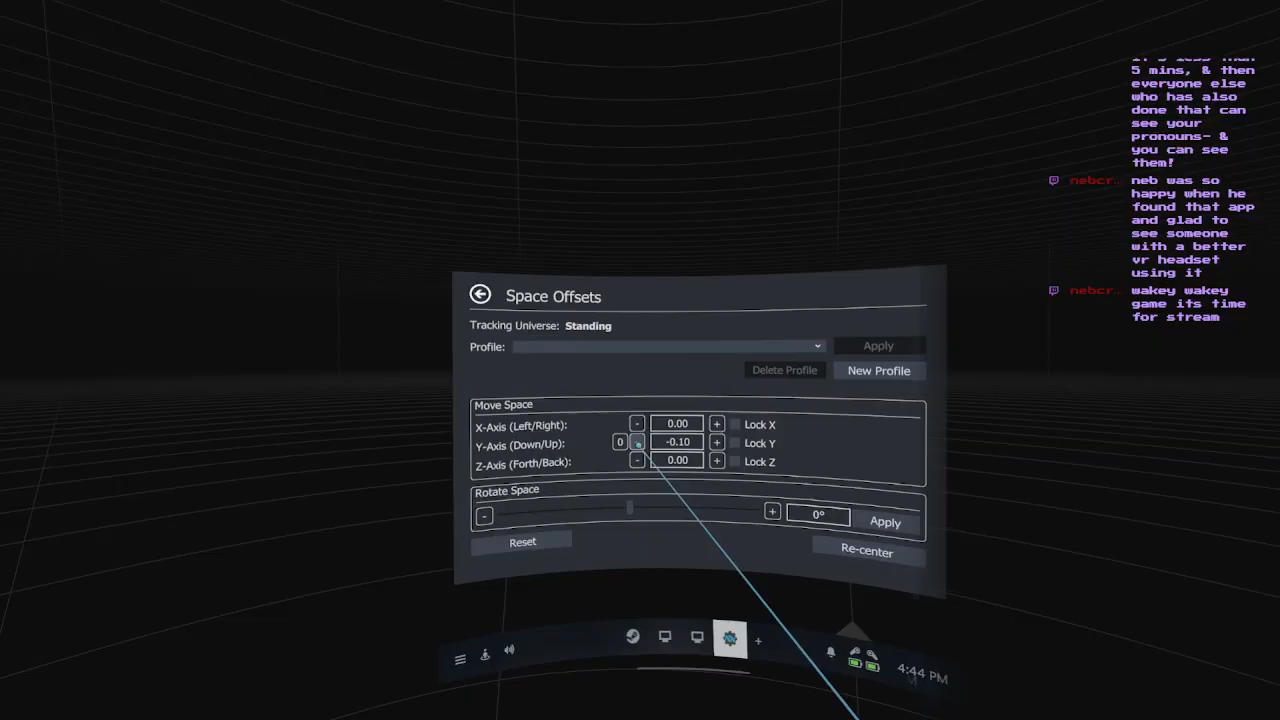 5 mins, & then
everyone else
who has also
done that can
see your
pronouns- &
you can see
them!
nebcr.. neb was so
happy when he
found that app
and glad to
see someone
with a better
vr headset
using it
nebcr.. wakey wakey
game its time
for stream
Space Offsets
Tracking Universe: Standing
Profile: Apply
Delete Profile New Profile
Move Space
X-Axis (Left/Right): - 0.00 + Lock X
Y-Axis (Down/Up): 0 - -0.10 + Lock Y
Z-Axis (Forth/Back): - 0.00 + Lock Z
Rotate Space
- + 0° Apply
Reset Re-center
+ 4:44 PM